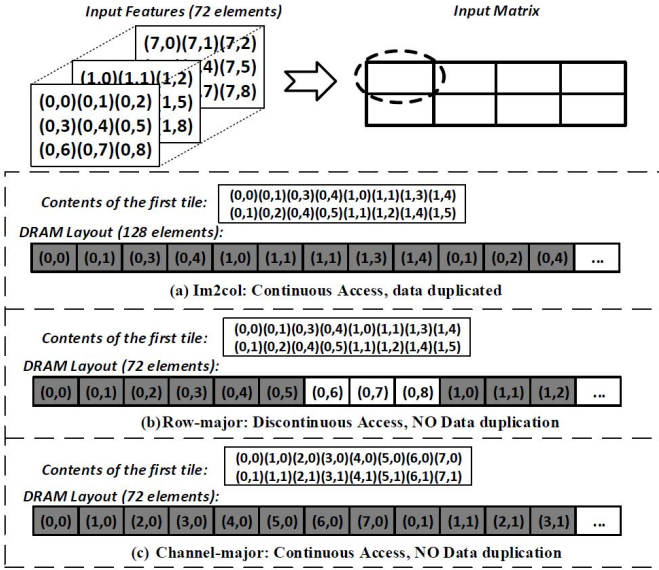 Input Features (72 elements)
Input Matrix
(7,0)(7,1)(7,2)
4)(7,5)
,7)(7,8)
(1,0)(1,1)(1,2)
1,5)
(1,8)
(0,0)(0,1)(0,2)
(0,3)(0,4)(0,5)
(0,6)(0,7)(0,8)
Contents of the first tile:
(0,0)(0,1)(0,3)(0,4)(1,0)(1,1)(1,3)(1,4)
(0,1)(0,2)(0,4)(0,5)(1,1)(1,2)(1,4)(1,5)
DRAM Layout (128 elements):
(0,0) (0,1) (0,3) (0,4) (1,0) (1,1) (1,1) (1,3) (1,4) (0,1) (0,2) (0,4) ...
(a) Im2col: Continuous Access, data duplicated
Contents of the first tile:
(0,0)(0,1)(0,3)(0,4)(1,0)(1,1)(1,3)(1,4)
(0,1)(0,2)(0,4)(0,5)(1,1)(1,2)(1,4)(1,5)
DRAM Layout (72 elements):
(0,0) (0,1) (0,2) (0,3) (0,4) (0,5) (0,6) (0,7) (0,8) (1,0) (1,1) (1,2) ...
(b) Row-major: Discontinuous Access, NO Data duplication
Contents of the first tile:
(0,0)(1,0)(2,0)(3,0)(4,0)(5,0)(6,0)(7,0)
(0,1)(1,1)(2,1)(3,1)(4,1)(5,1)(6,1)(7,1)
DRAM Layout (72 elements):
(0,0) (1,0) (2,0) (3,0) (4,0) (5,0) (6,0) (7,0) (0,1) (1,1) (2,1) (3,1) ...
(c) Channel-major: Continuous Access, NO Data duplication